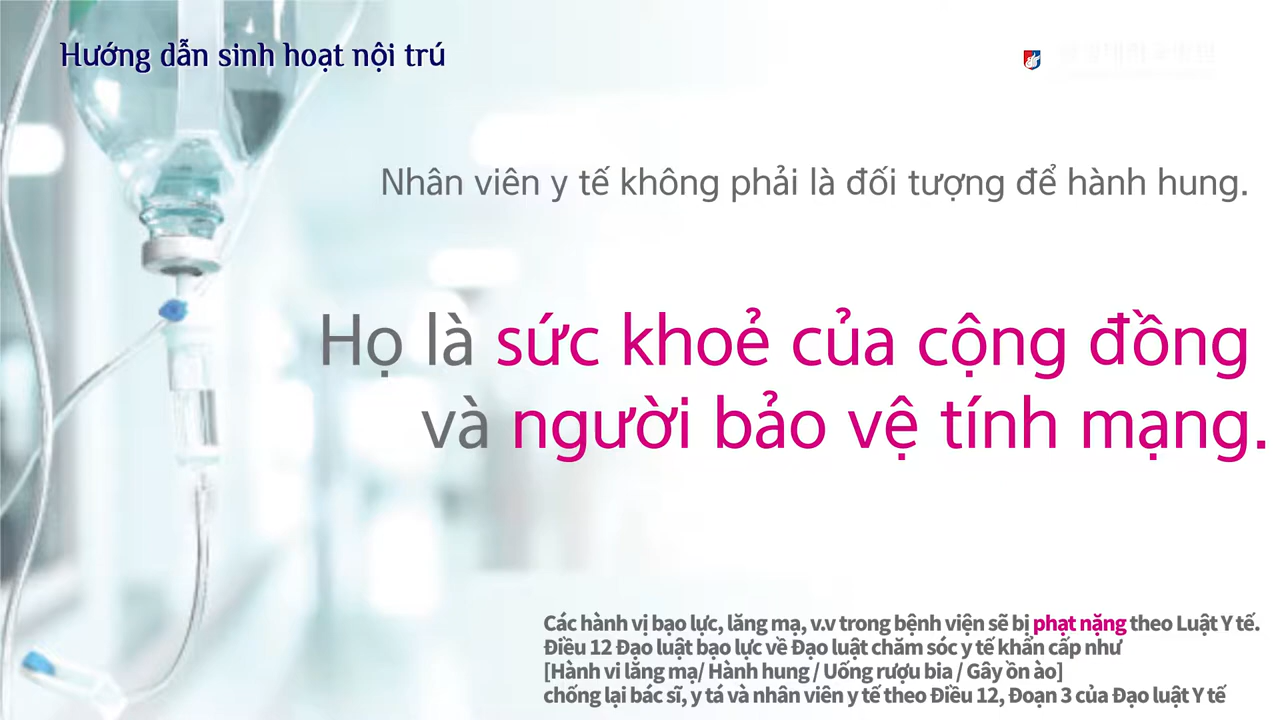 Hướng dẫn sinh hoạt nội trú
Nhân viên y tế không phải là đối tượng để hành hung.
Họ là sức khoẻ của cộng đồng
và người bảo vệ tính mạng.
Các hành vị bạo lực, lăng mạ, v.v trong bệnh viện sẽ bị phạt nặng theo Luật Y tế.
Điều 12 Đạo luật bạo lực về Đạo luật chăm sóc y tế khẩn cấp như
[Hành vi lăng mạ/ Hành hung / Uống rượu bia / Gây ồn ào]
chống lại bác sĩ, y tá và nhân viên y tế theo Điều 12, Đoạn 3 của Đạo luật Y tế